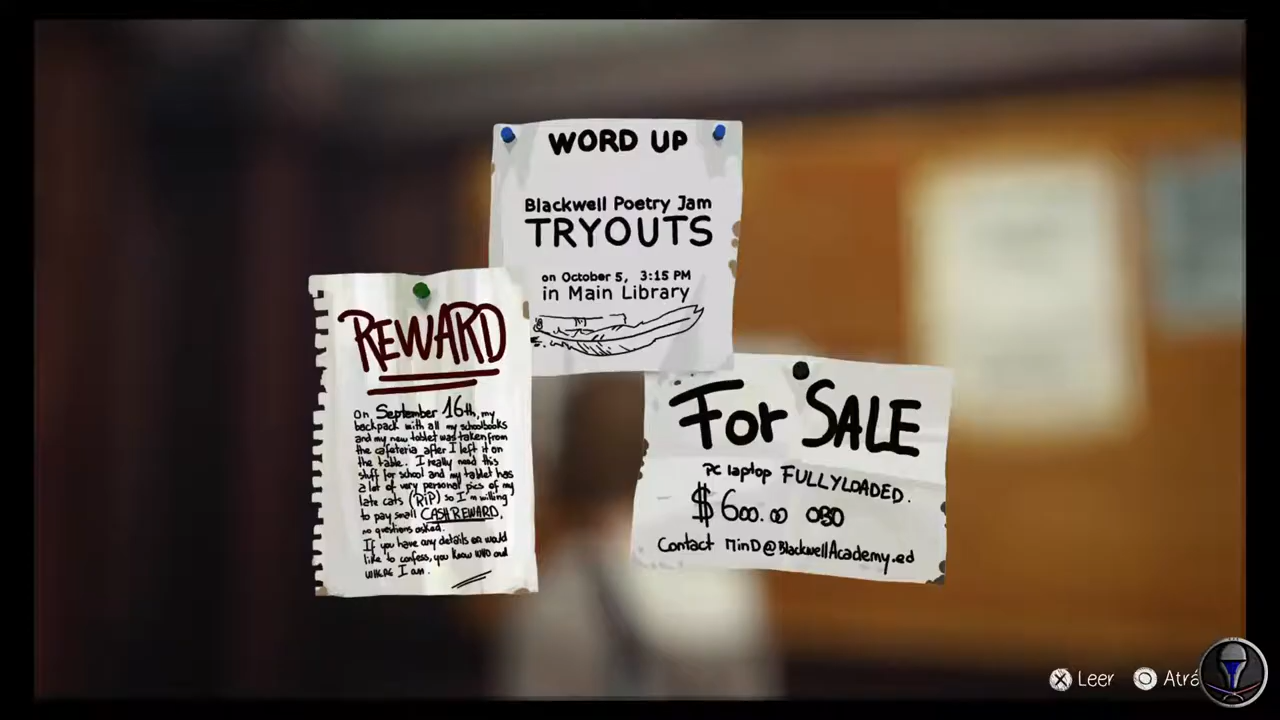 WORD UP
Blackwell Poetry Jam
TRYOUTS
on October 5, 3:15 PM
in Main Library
REWARD
on September 16th, my
backpack with all my schoolbooks
and my new tablet was taken from
the cafeteria after I left it on
the table. I really need this
stuff for school and my tablet has
a lot of very personal pics of my
late cats (RiP) so I'm willing
to pay small CASH REWARD,
no questions asked.
If you have any details or would
like to confess, you know WHO and
WHERE I am.
For SALE
PC laptop FULLYLOADED.
$600.00 OBO
Contact MinD@BlackwellAcademy.ed
Leer
Atrá